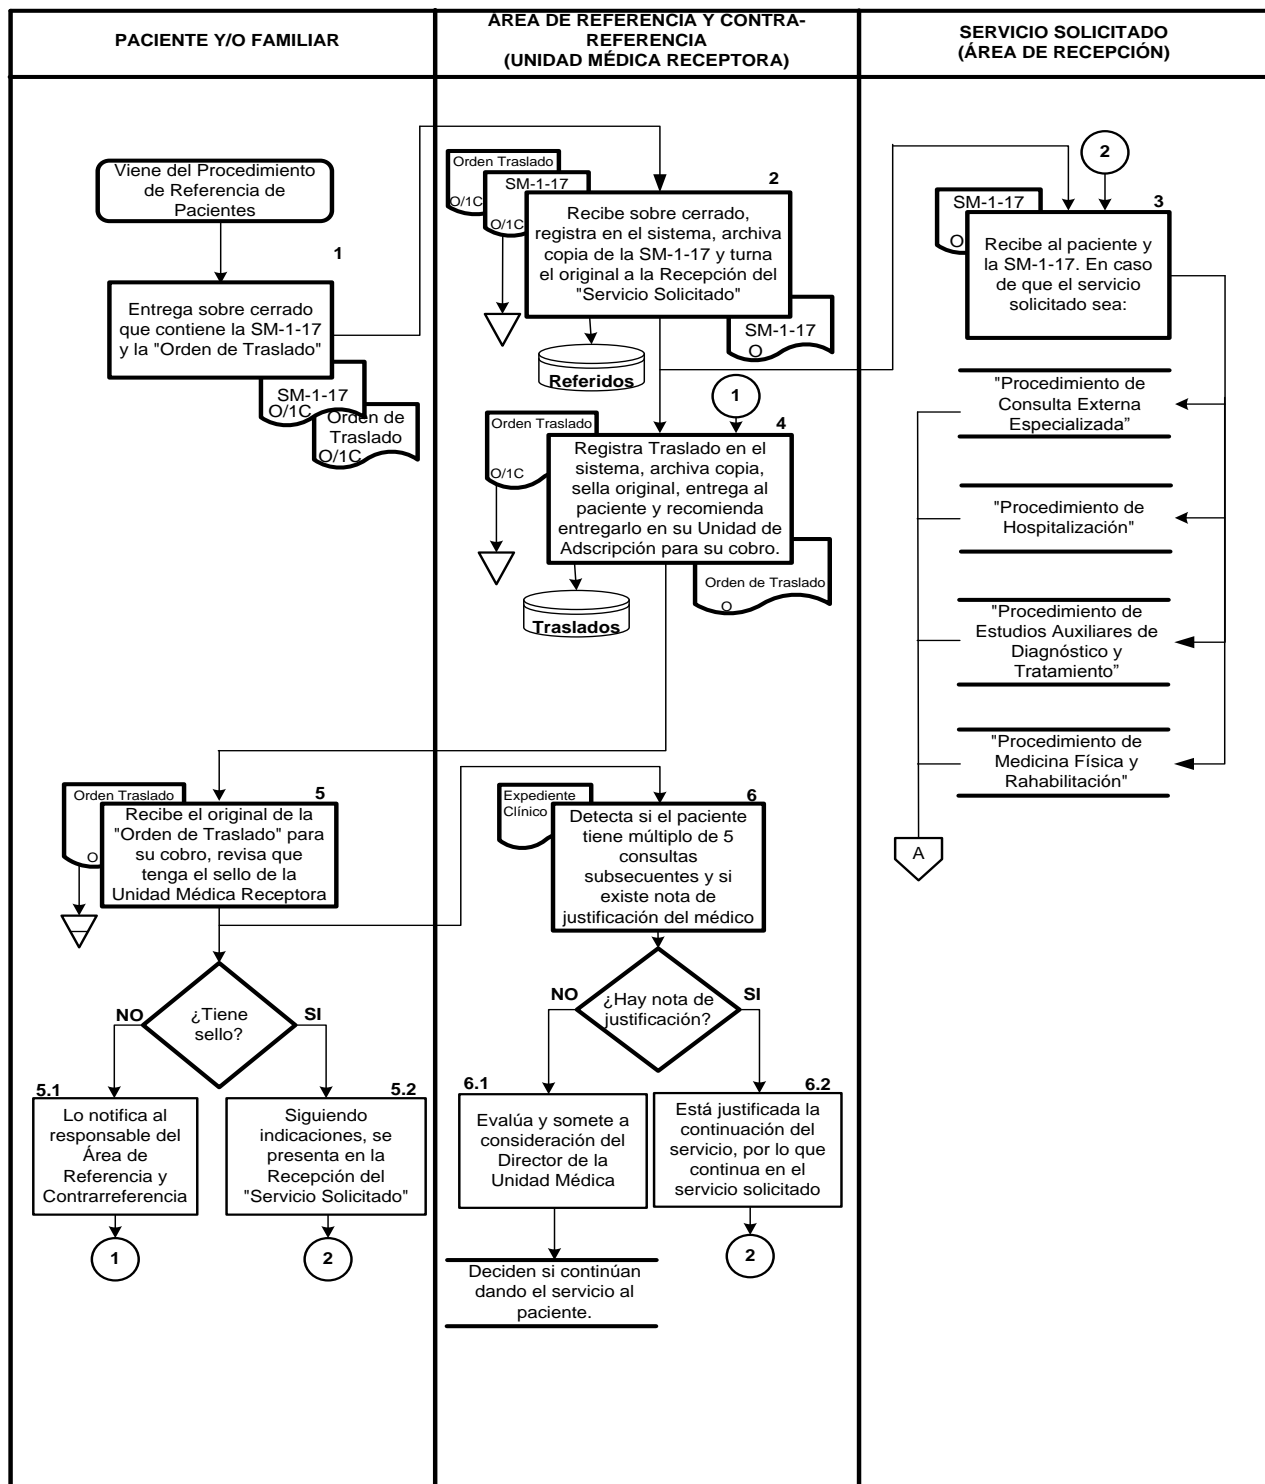 PACIENTE Y/O FAMILIAR
ÁREA DE REFERENCIA Y CONTRA-
REFERENCIA
(UNIDAD MÉDICA RECEPTORA)
SERVICIO SOLICITADO
(ÁREA DE RECEPCIÓN)
Viene del Procedimiento
de Referencia de
Pacientes
1
Entrega sobre cerrado
que contiene la SM-1-17
y la "Orden de Traslado"
SM-1-17
O/1C
Orden de
Traslado
O/1C
Orden Traslado
O/1C
SM-1-17
O/1C
2
Recibe sobre cerrado,
registra en el sistema, archiva
copia de la SM-1-17 y turna
el original a la Recepción del
"Servicio Solicitado"
SM-1-17
O
Referidos
2
SM-1-17
O
3
Recibe al paciente y
la SM-1-17. En caso
de que el servicio
solicitado sea:
"Procedimiento de
Consulta Externa
Especializada”
"Procedimiento de
Hospitalización"
"Procedimiento de
Estudios Auxiliares de
Diagnóstico y
Tratamiento”
"Procedimiento de
Medicina Física y
Rahabilitación"
A
1
Orden Traslado
O/1C
4
Registra Traslado en el
sistema, archiva copia,
sella original, entrega al
paciente y recomienda
entregarlo en su Unidad de
Adscripción para su cobro.
Orden de Traslado
O
Traslados
Orden Traslado
O
5
Recibe el original de la
"Orden de Traslado" para
su cobro, revisa que
tenga el sello de la
Unidad Médica Receptora
¿Tiene
sello?
NO
SI
5.1
Lo notifica al
responsable del
Área de
Referencia y
Contrarreferencia
1
5.2
Siguiendo
indicaciones, se
presenta en la
Recepción del
"Servicio Solicitado"
2
Expediente
Clínico
6
Detecta si el paciente
tiene múltiplo de 5
consultas
subsecuentes y si
existe nota de
justificación del médico
¿Hay nota de
justificación?
NO
SI
6.1
Evalúa y somete a
consideración del
Director de la
Unidad Médica
Deciden si continúan
dando el servicio al
paciente.
6.2
Está justificada la
continuación del
servicio, por lo que
continua en el
servicio solicitado
2